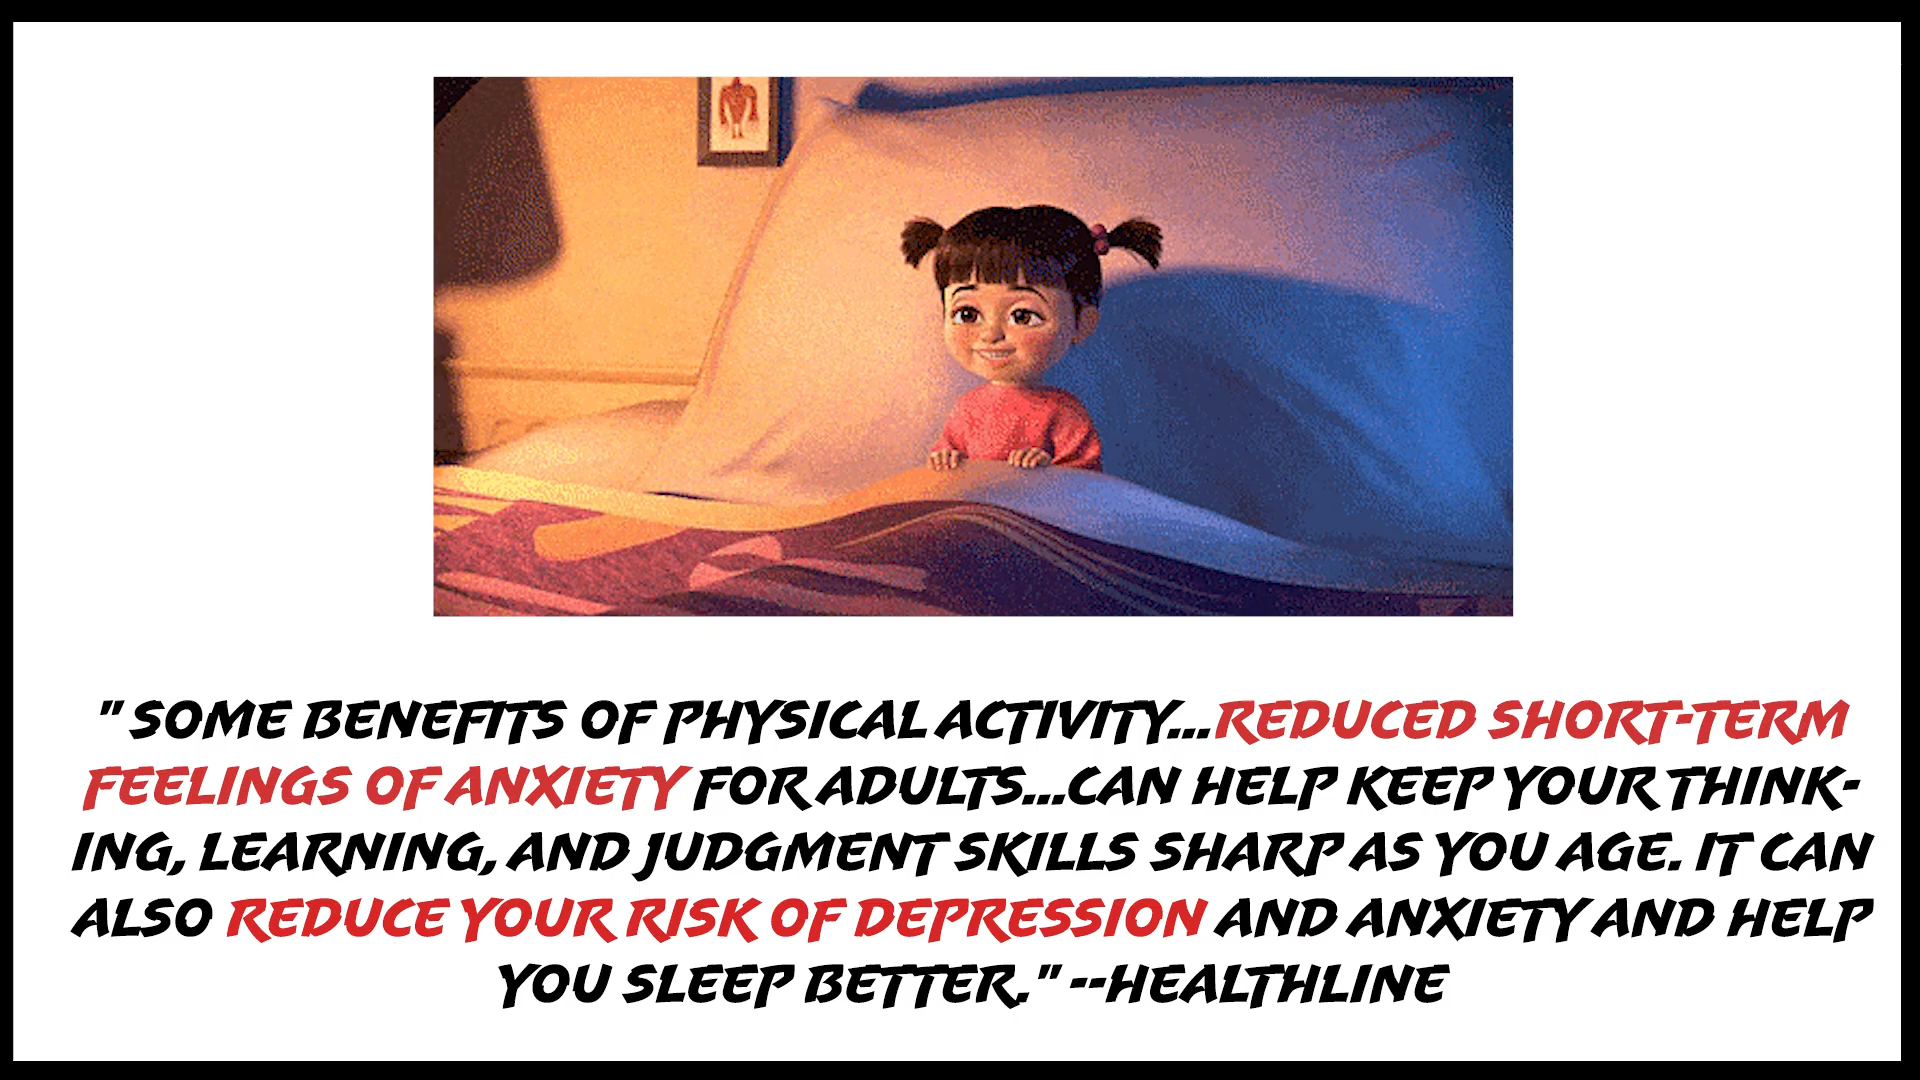 " SOME BENEFITS OF PHYSICAL ACTIVITY...REDUCED SHORT-TERM
FEELINGS OF ANXIETY FOR ADULTS...CAN HELP KEEP YOUR THINK-
ING, LEARNING, AND JUDGMENT SKILLS SHARP AS YOU AGE. IT CAN
ALSO REDUCE YOUR RISK OF DEPRESSION AND ANXIETY AND HELP
YOU SLEEP BETTER." --HEALTHLINE